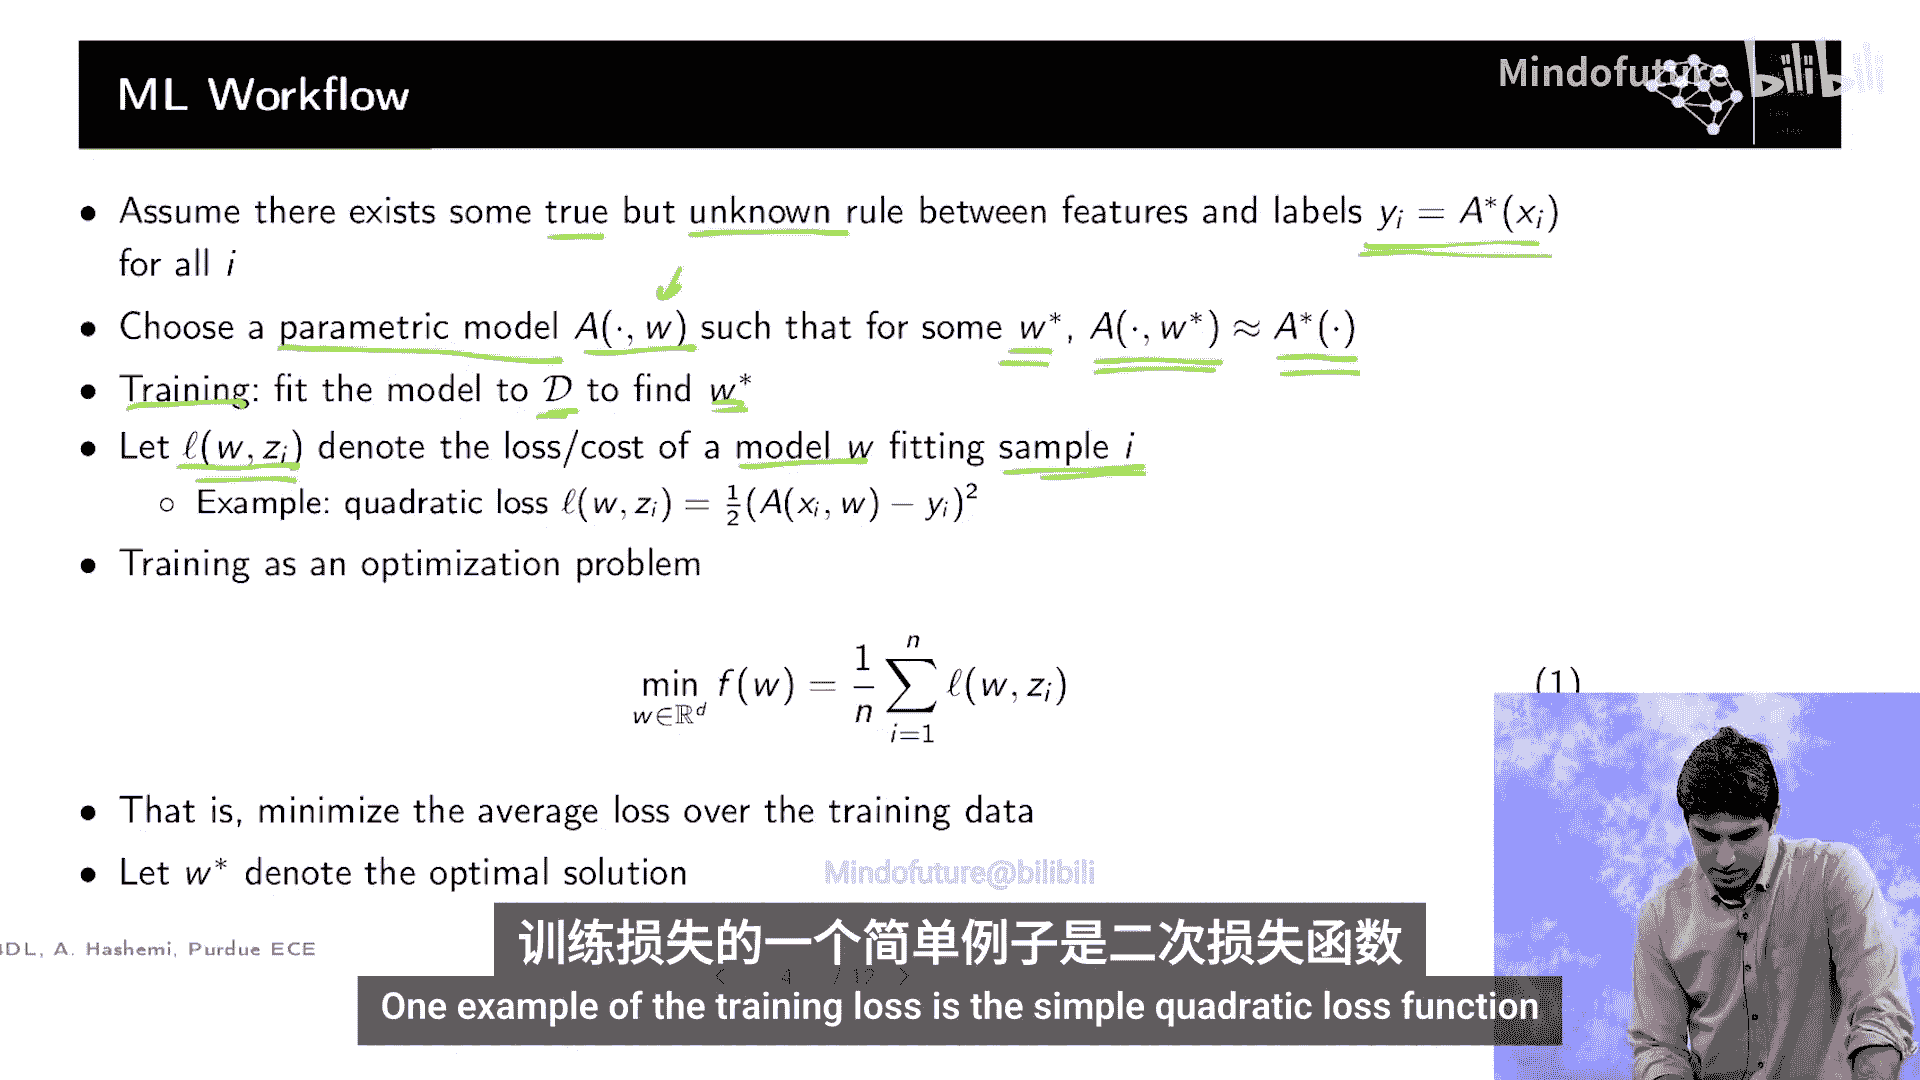 ML Workflow
Mindofuture
bilibili
• Assume there exists some true but unknown rule between features and labels yᵢ = A*(xᵢ)
for all i
• Choose a parametric model A(·, w) such that for some w*, A(·, w*) ≈ A*(·)
• Training: fit the model to 𝒟 to find w*
• Let ℓ(w, zᵢ) denote the loss/cost of a model w fitting sample i
○ Example: quadratic loss ℓ(w, zᵢ) = ½(A(xᵢ, w) − yᵢ)²
• Training as an optimization problem
min_{w∈ℝᵈ} f(w) = 1/n ∑_{i=1}^{n} ℓ(w, zᵢ) (1)
• That is, minimize the average loss over the training data
• Let w* denote the optimal solution
Mindofuture@bilibili
A. Hashemi, Purdue ECE
训练损失的一个简单例子是二次损失函数
One example of the training loss is the simple quadratic loss function